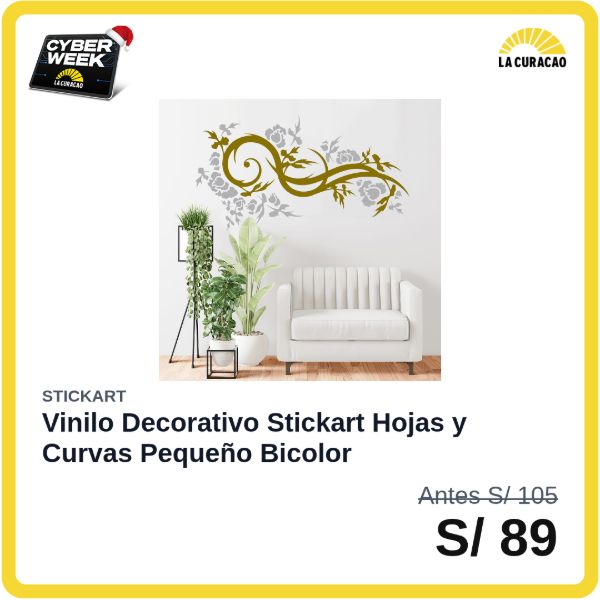 CYBER
WEEK
LA CURACAO
LA CURACAO
STICKART
Vinilo Decorativo Stickart Hojas y
Curvas Pequeño Bicolor
Antes S/ 105
S/ 89